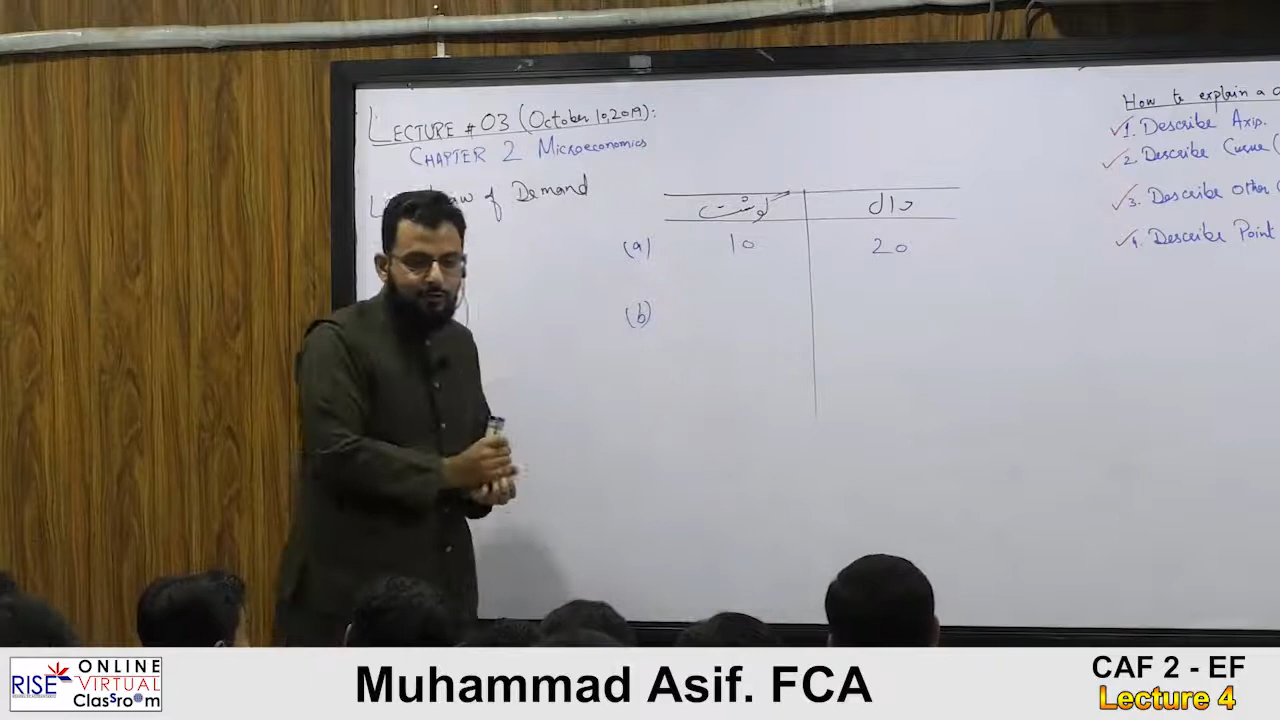 LECTURE # 03 (October 10, 2019):
CHAPTER 2 Microeconomics
Law of Demand
گوشت دال
(a) 10 20
(b)
How to explain a
✓1. Describe Axis.
✓2. Describe Curve (
✓3. Describe Other
✓4. Describe Point
RISE ONLINE VIRTUAL ClassroOm
Muhammad Asif. FCA
CAF 2 - EF
Lecture 4